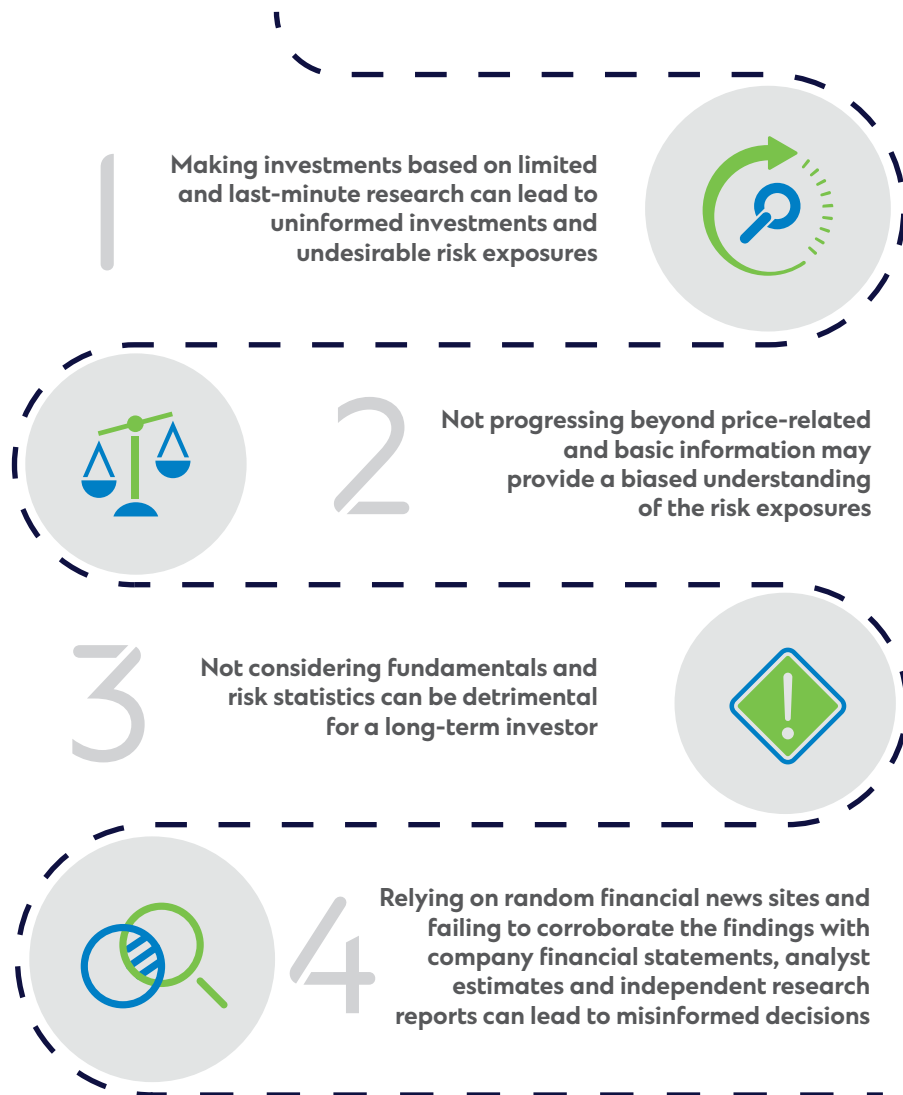 1
Making investments based on limited
and last-minute research can lead to
uninformed investments and
undesirable risk exposures
2
Not progressing beyond price-related
and basic information may
provide a biased understanding
of the risk exposures
3
Not considering fundamentals and
risk statistics can be detrimental
for a long-term investor
4
Relying on random financial news sites and
failing to corroborate the findings with
company financial statements, analyst
estimates and independent research
reports can lead to misinformed decisions